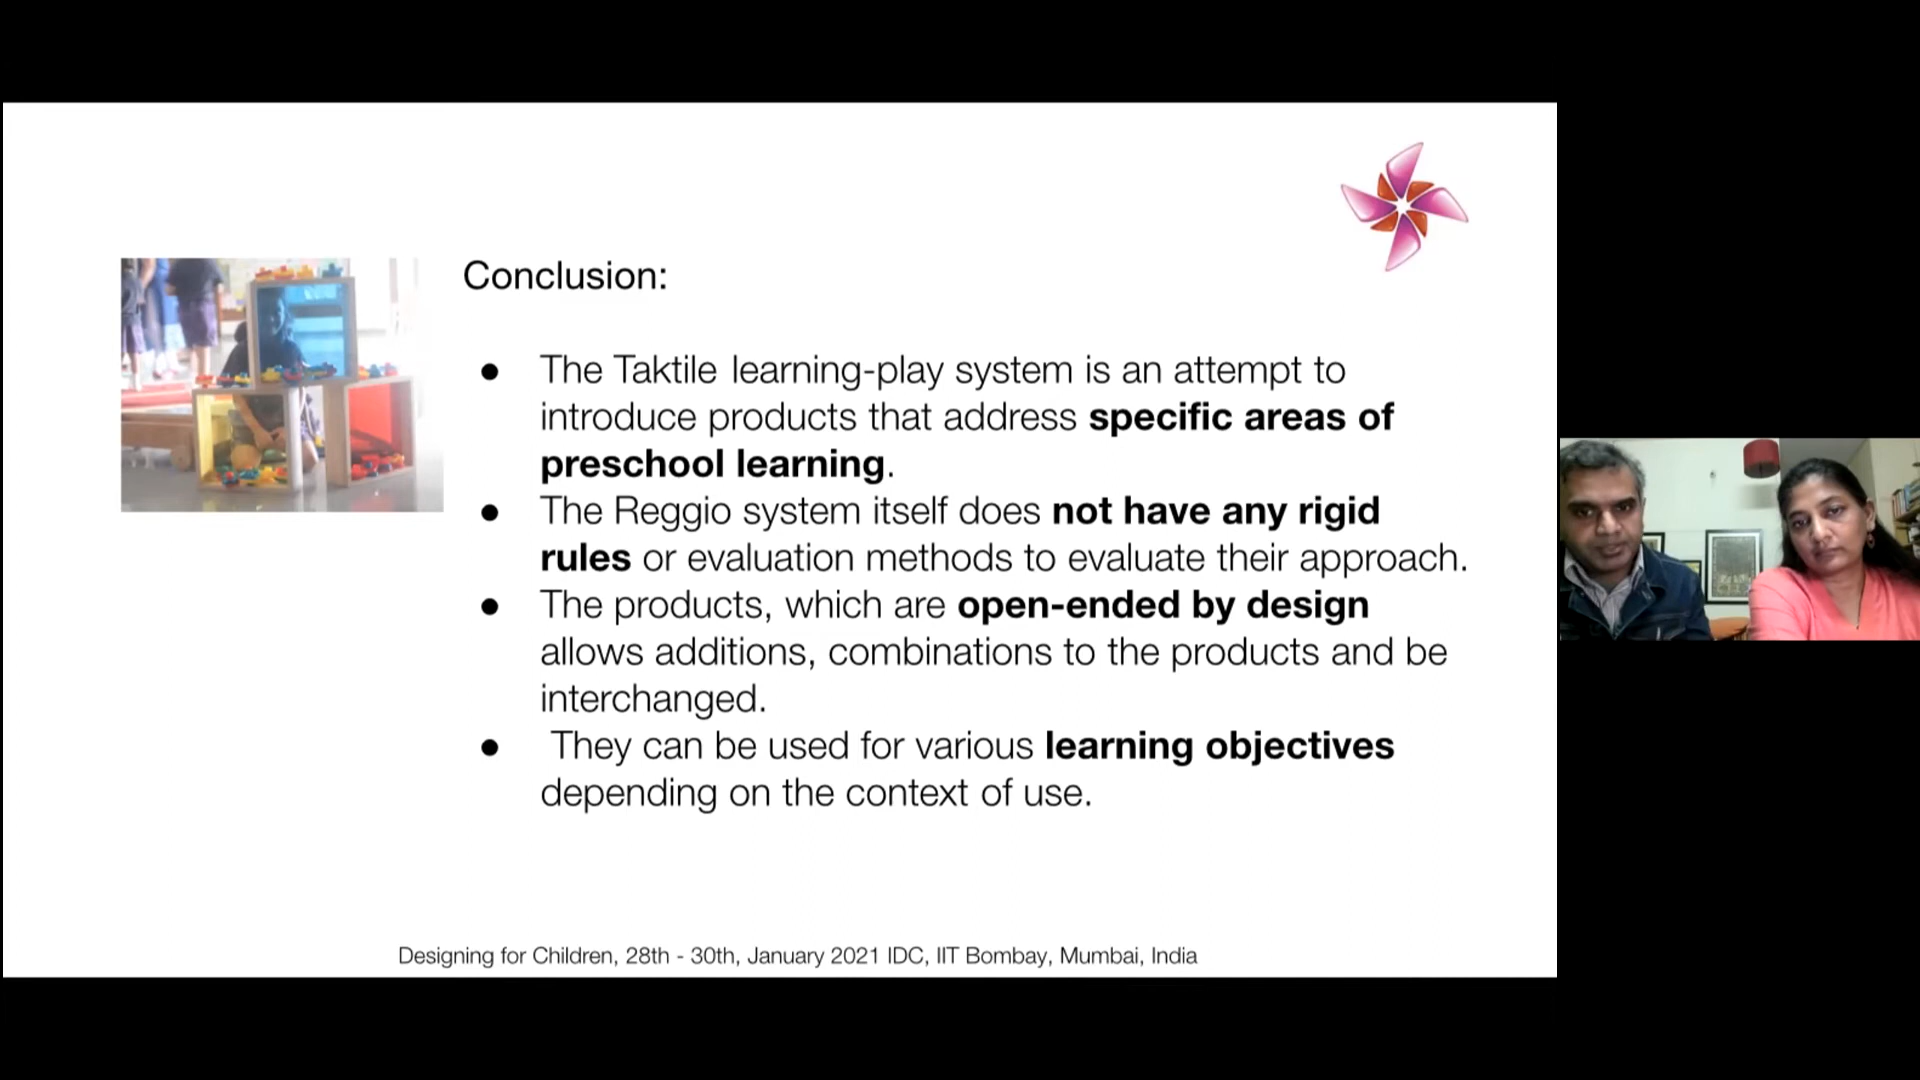 Conclusion:
● The Taktile learning-play system is an attempt to
introduce products that address specific areas of
preschool learning.
● The Reggio system itself does not have any rigid
rules or evaluation methods to evaluate their approach.
● The products, which are open-ended by design
allows additions, combinations to the products and be
interchanged.
● They can be used for various learning objectives
depending on the context of use.
Designing for Children, 28th - 30th, January 2021 IDC, IIT Bombay, Mumbai, India